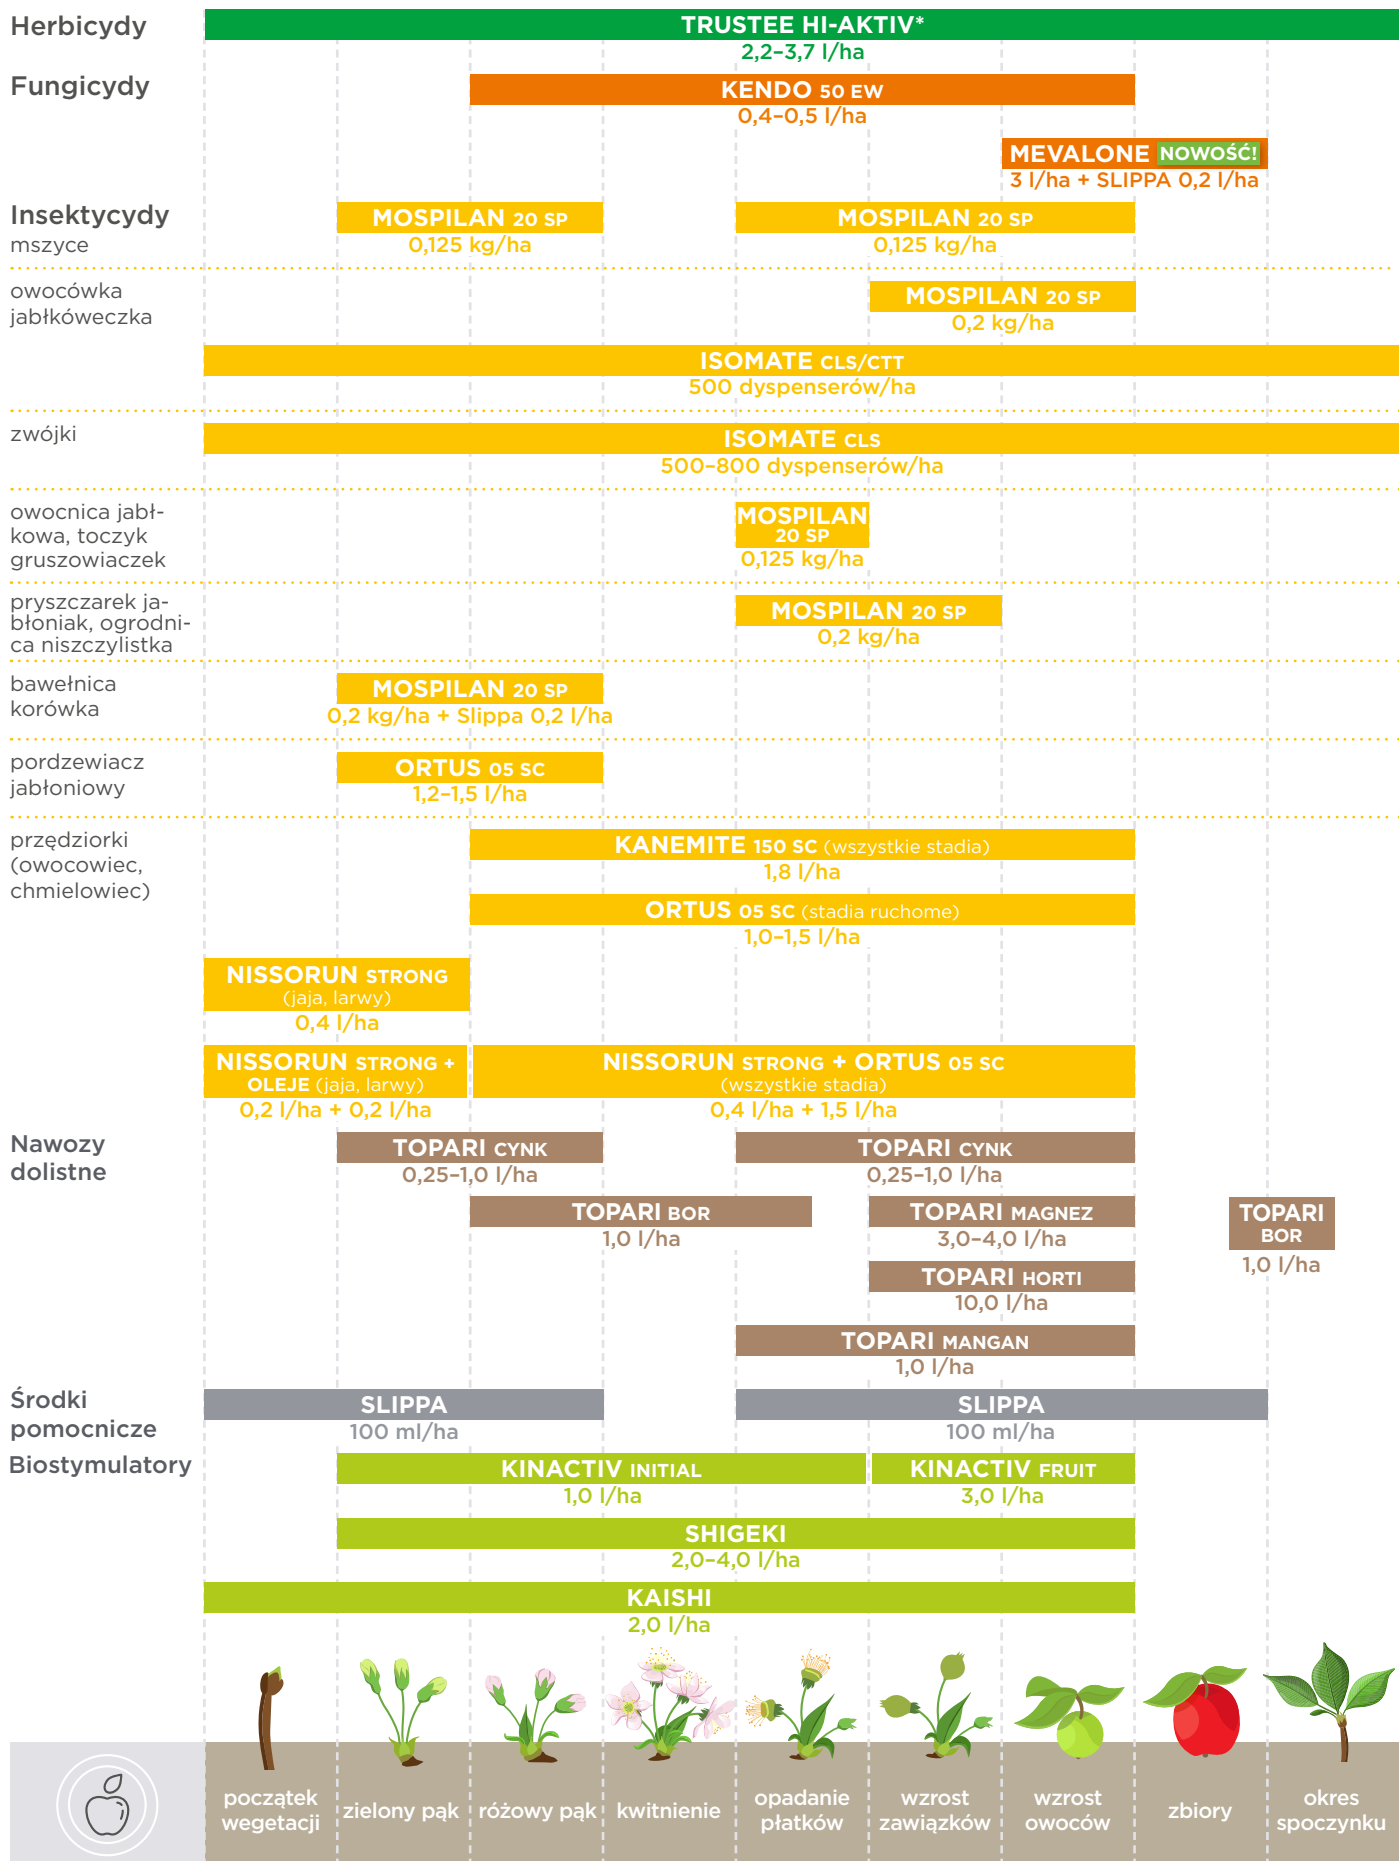 Herbicydy
TRUSTEE HI-AKTIV*
2,2–3,7 l/ha
Fungicydy
KENDO 50 EW
0,4–0,5 l/ha
MEVALONE NOWOŚĆ!
3 l/ha + SLIPPA 0,2 l/ha
Insektycydy
mszyce
MOSPILAN 20 SP
0,125 kg/ha
MOSPILAN 20 SP
0,125 kg/ha
owocówka
jabłkóweczka
MOSPILAN 20 SP
0,2 kg/ha
ISOMATE CLS/CTT
500 dyspenserów/ha
zwójki
ISOMATE CLS
500–800 dyspenserów/ha
owocnica jabł-
kowa, toczyk
gruszowiaczek
MOSPILAN
20 SP
0,125 kg/ha
pryszczarek ja-
błoniak, ogrodni-
ca niszczylistka
MOSPILAN 20 SP
0,2 kg/ha
bawełnica
korówka
MOSPILAN 20 SP
0,2 kg/ha + Slippa 0,2 l/ha
pordzewiacz
jabłoniowy
ORTUS 05 SC
1,2–1,5 l/ha
przędziorki
(owocowiec,
chmielowiec)
KANEMITE 150 SC (wszystkie stadia)
1,8 l/ha
ORTUS 05 SC (stadia ruchome)
1,0–1,5 l/ha
NISSORUN STRONG
(jaja, larwy)
0,4 l/ha
NISSORUN STRONG +
OLEJE (jaja, larwy)
0,2 l/ha + 0,2 l/ha
NISSORUN STRONG + ORTUS 05 SC
(wszystkie stadia)
0,4 l/ha + 1,5 l/ha
Nawozy
dolistne
TOPARI CYNK
0,25–1,0 l/ha
TOPARI CYNK
0,25–1,0 l/ha
TOPARI BOR
1,0 l/ha
TOPARI MAGNEZ
3,0–4,0 l/ha
TOPARI
BOR
1,0 l/ha
TOPARI HORTI
10,0 l/ha
TOPARI MANGAN
1,0 l/ha
Środki
pomocnicze
SLIPPA
100 ml/ha
SLIPPA
100 ml/ha
Biostymulatory
KINACTIV INITIAL
1,0 l/ha
KINACTIV FRUIT
3,0 l/ha
SHIGEKI
2,0–4,0 l/ha
KAISHI
2,0 l/ha
początek
wegetacji
zielony pąk
różowy pąk
kwitnienie
opadanie
płatków
wzrost
zawiązków
wzrost
owoców
zbiory
okres
spoczynku